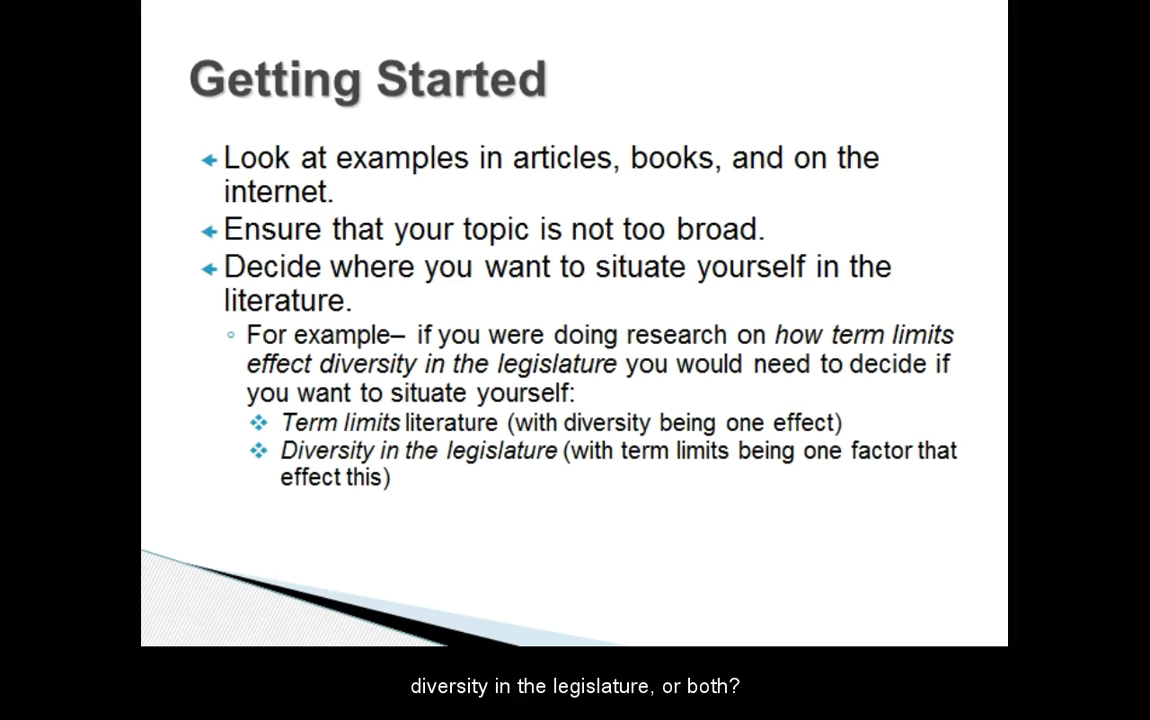 Getting Started
Look at examples in articles, books, and on the
internet.
Ensure that your topic is not too broad.
Decide where you want to situate yourself in the
literature.
For example– if you were doing research on how term limits
effect diversity in the legislature you would need to decide if
you want to situate yourself:
Term limits literature (with diversity being one effect)
Diversity in the legislature (with term limits being one factor that
effect this)
diversity in the legislature, or both?